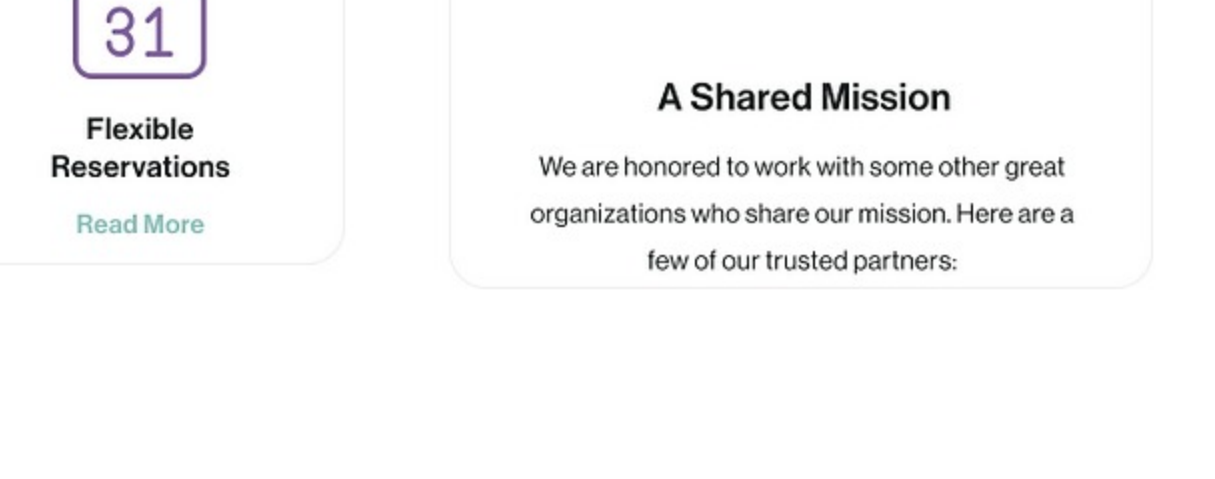 31
Flexible
Reservations
Read More
A Shared Mission
We are honored to work with some other great
organizations who share our mission. Here are a
few of our trusted partners: